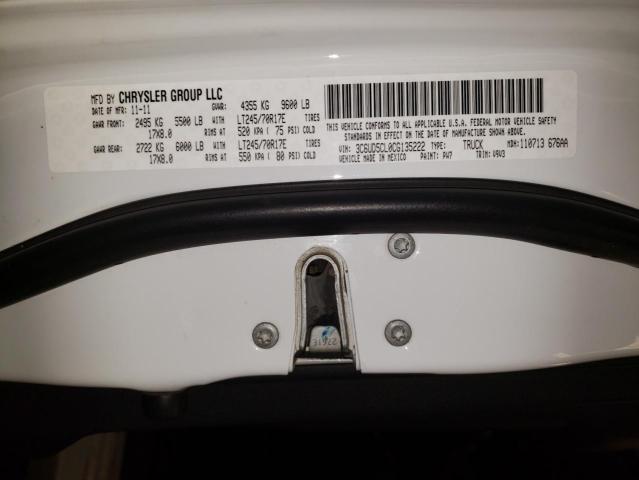 MFD BY CHRYSLER GROUP LLC
DATE OF MFR: 11-11 GVWR: 4355 KG 9600 LB
GAWR FRONT: 2495 KG 5500 LB WITH LT245/70R17E TIRES
17X8.0 RIMS AT 520 KPA ( 75 PSI) COLD
GAWR REAR: 2722 KG 6000 LB WITH LT245/70R17E TIRES
17X8.0 RIMS AT 550 KPA ( 80 PSI) COLD
THIS VEHICLE CONFORMS TO ALL APPLICABLE U.S.A. FEDERAL MOTOR VEHICLE SAFETY
STANDARDS IN EFFECT ON THE DATE OF MANUFACTURE SHOWN ABOVE.
VIN: 3C6UD5CL0CG135222 TYPE: TRUCK MDH: 110713 676AA
VEHICLE MADE IN MEXICO PAINT: PW7 TRIM: V9V3